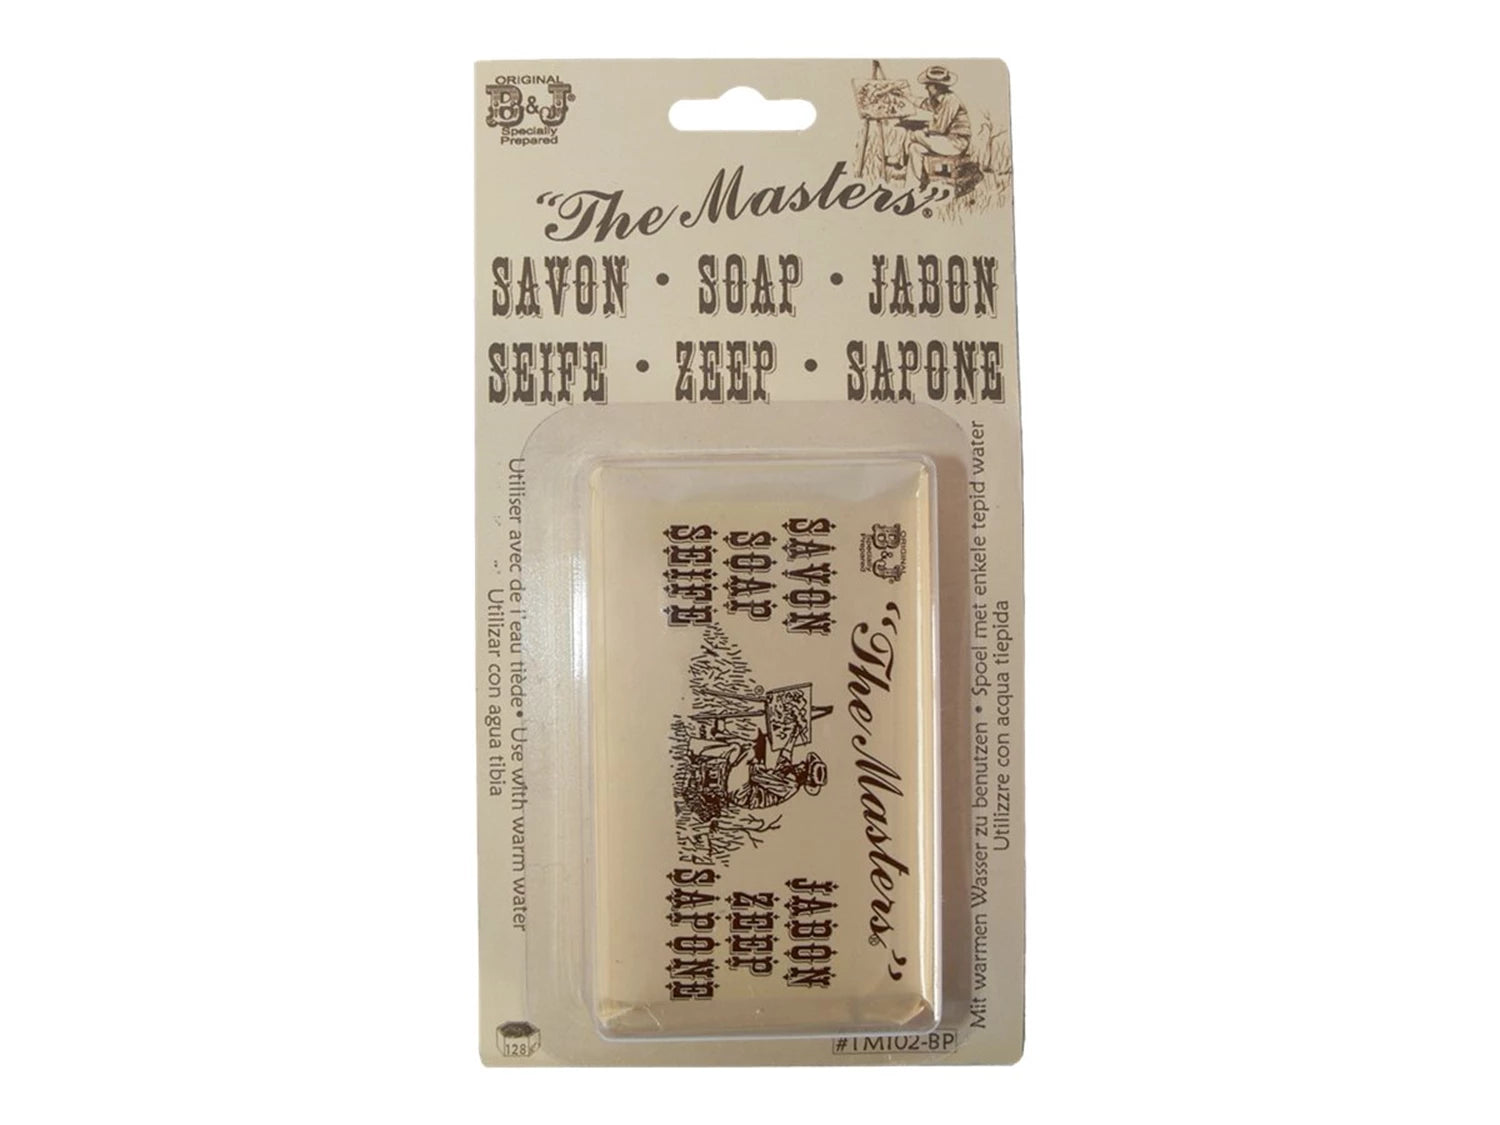 ORIGINAL
B&J®
Specially
Prepared
"The Masters"®
SAVON • SOAP • JABON
SEIFE • ZEEP • SAPONE
Utiliser avec de l'eau tiède • Use with warm water
Utilizar con agua tibia
ORIGINAL
B&J®
Specially
Prepared
"The Masters®"
SAVON
SOAP
SEIFE
®
JABON
ZEEP
SAPONE
Mit warmen Wasser zu benutzen • Spoel met enkele tepid water
Utilizzre con acqua tiepida
128
#TM102-BP